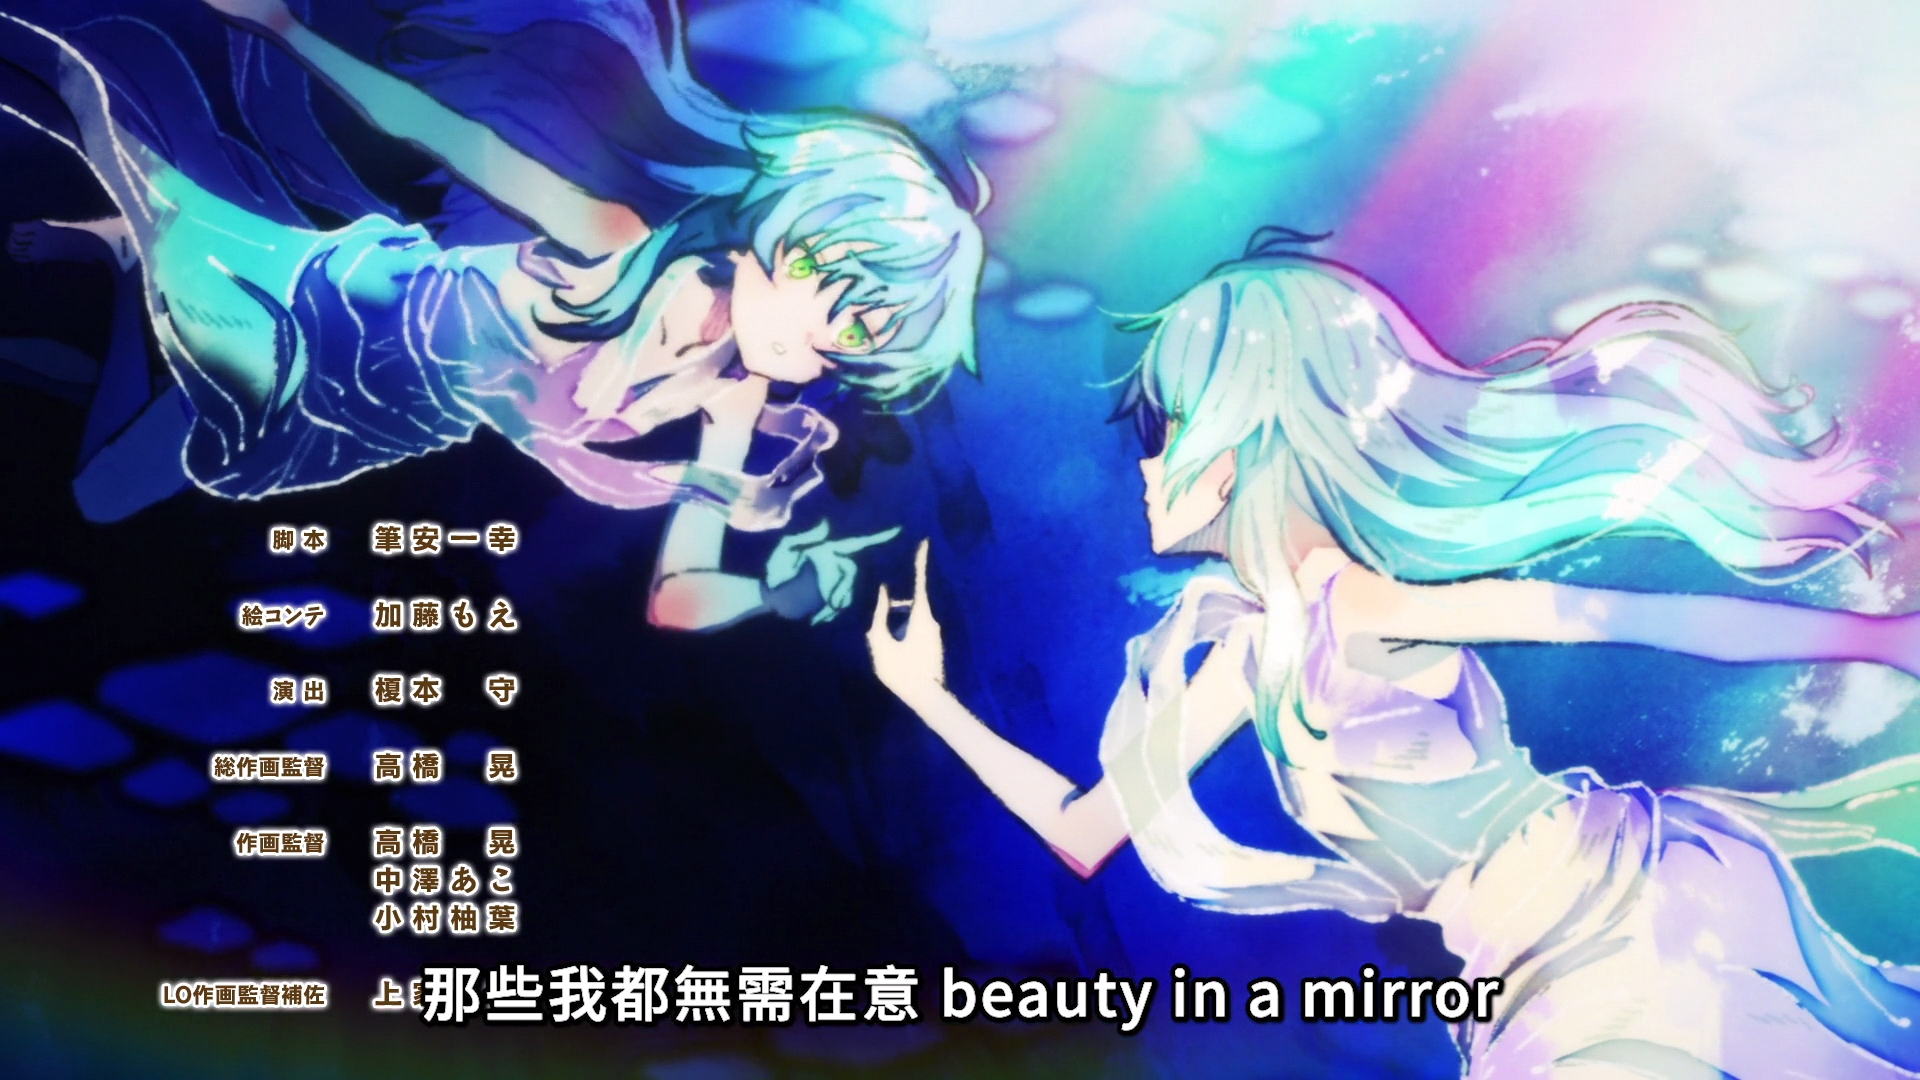 脚本 筆安一幸
絵コンテ 加藤もえ
演出 榎本 守
総作画監督 高橋 晃
作画監督 高橋 晃
中澤あこ
小村柚葉
LO作画監督補佐 上
那些我都無需在意 beauty in a mirror